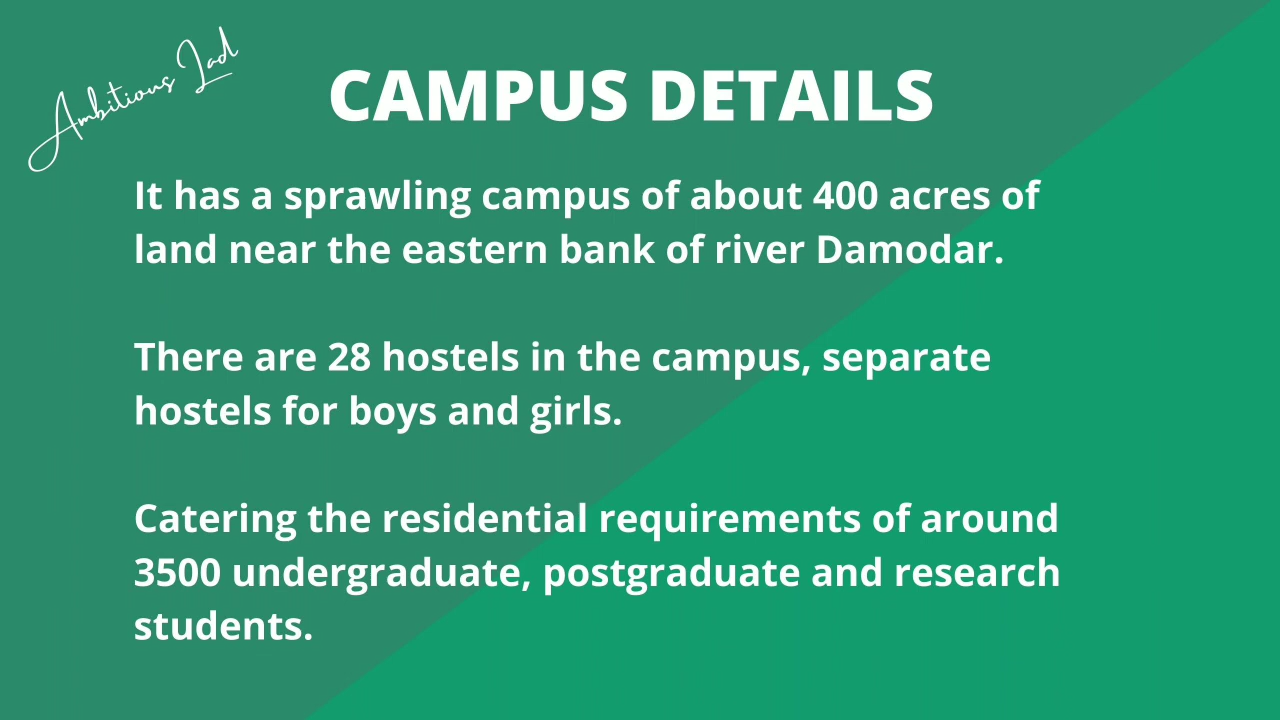 Ambitious Lad
CAMPUS DETAILS
It has a sprawling campus of about 400 acres of
land near the eastern bank of river Damodar.
There are 28 hostels in the campus, separate
hostels for boys and girls.
Catering the residential requirements of around
3500 undergraduate, postgraduate and research
students.